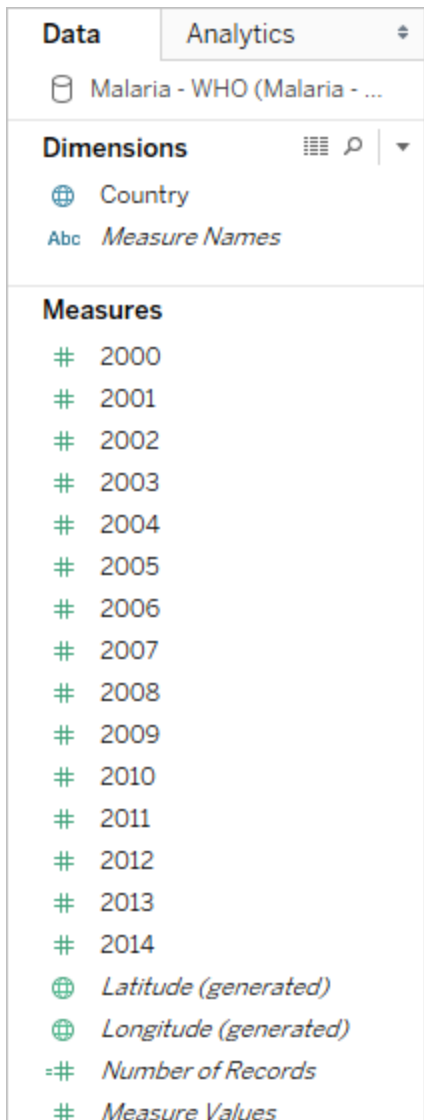 Data Analytics
Malaria - WHO (Malaria - ...
Dimensions
Country
Abc Measure Names
Measures
# 2000
# 2001
# 2002
# 2003
# 2004
# 2005
# 2006
# 2007
# 2008
# 2009
# 2010
# 2011
# 2012
# 2013
# 2014
Latitude (generated)
Longitude (generated)
=# Number of Records
# Measure Values